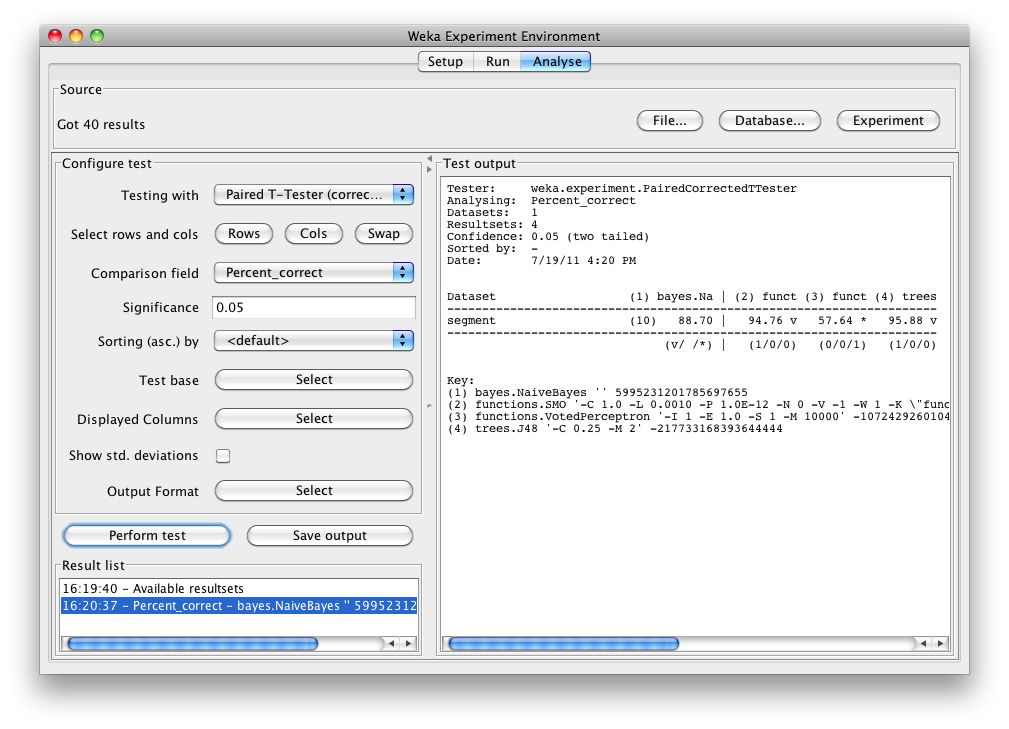 Weka Experiment Environment
Setup Run Analyse
Source
Got 40 results
File... Database... Experiment
Configure test
Testing with Paired T-Tester (correc...
Select rows and cols Rows Cols Swap
Comparison field Percent_correct
Significance 0.05
Sorting (asc.) by <default>
Test base Select
Displayed Columns Select
Show std. deviations
Output Format Select
Perform test Save output
Result list
16:19:40 - Available resultsets
16:20:37 - Percent_correct - bayes.NaiveBayes '' 59952312
Test output
Tester: weka.experiment.PairedCorrectedTTester
Analysing: Percent_correct
Datasets: 1
Resultsets: 4
Confidence: 0.05 (two tailed)
Sorted by: -
Date: 7/19/11 4:20 PM
Dataset (1) bayes.Na | (2) funct (3) funct (4) trees
--------------------------------------------------------------
segment (10) 88.70 | 94.76 v 57.64 * 95.88 v
--------------------------------------------------------------
(v/ /*) | (1/0/0) (0/0/1) (1/0/0)
Key:
(1) bayes.NaiveBayes '' 5995231201785697655
(2) functions.SMO '-C 1.0 -L 0.0010 -P 1.0E-12 -N 0 -V -1 -W 1 -K \"func
(3) functions.VotedPerceptron '-I 1 -E 1.0 -S 1 -M 10000' -1072429260104
(4) trees.J48 '-C 0.25 -M 2' -217733168393644444